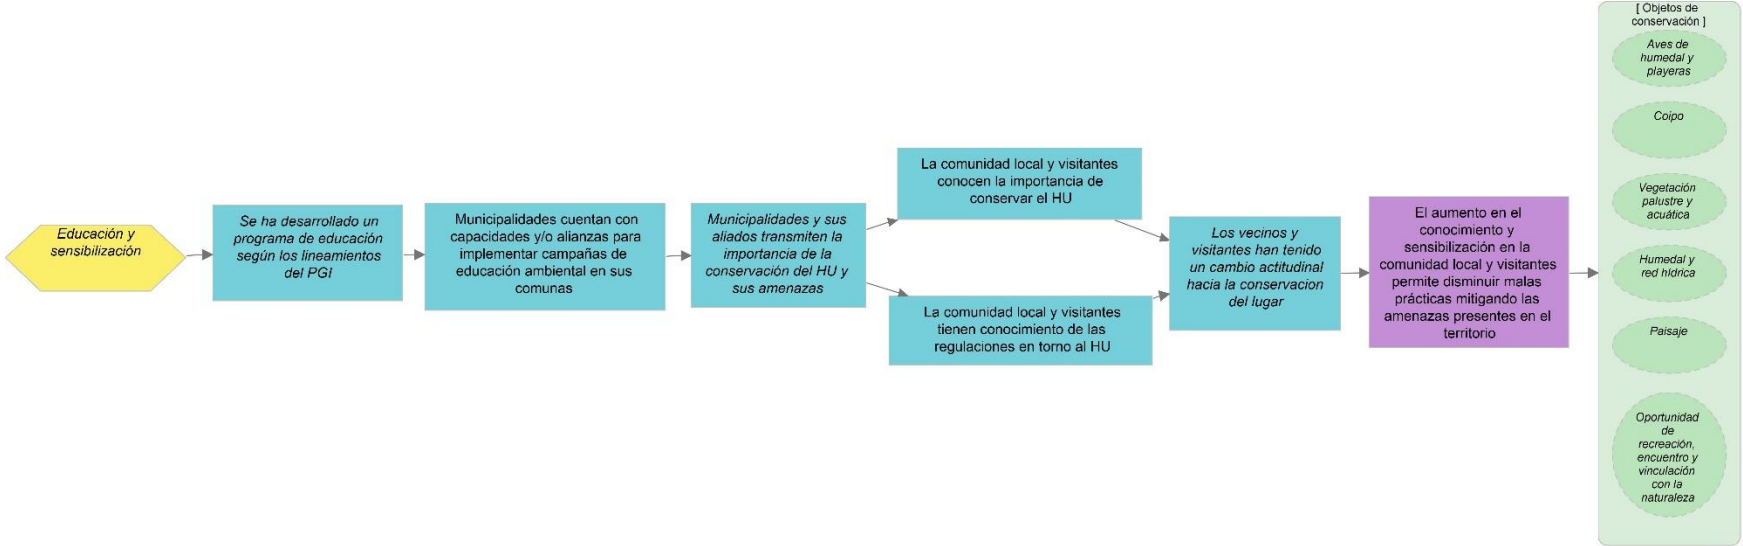 Educación y
sensibilización
Se ha desarrollado un
programa de educación
según los lineamientos
del PGI
Municipalidades cuentan con
capacidades y/o alianzas para
implementar campañas de
educación ambiental en sus
comunas
Municipalidades y sus
aliados transmiten la
importancia de la
conservación del HU y
sus amenazas
La comunidad local y visitantes
conocen la importancia de
conservar el HU
La comunidad local y visitantes
tienen conocimiento de las
regulaciones en torno al HU
Los vecinos y
visitantes han tenido
un cambio actitudinal
hacia la conservacion
del lugar
El aumento en el
conocimiento y
sensibilización en la
comunidad local y visitantes
permite disminuir malas
prácticas mitigando las
amenazas presentes en el
territorio
[ Objetos de
conservación ]
Aves de
humedal y
playeras
Coipo
Vegetación
palustre y
acuática
Humedal y
red hídrica
Paisaje
Oportunidad
de
recreación,
encuentro y
vinculación
con la
naturaleza